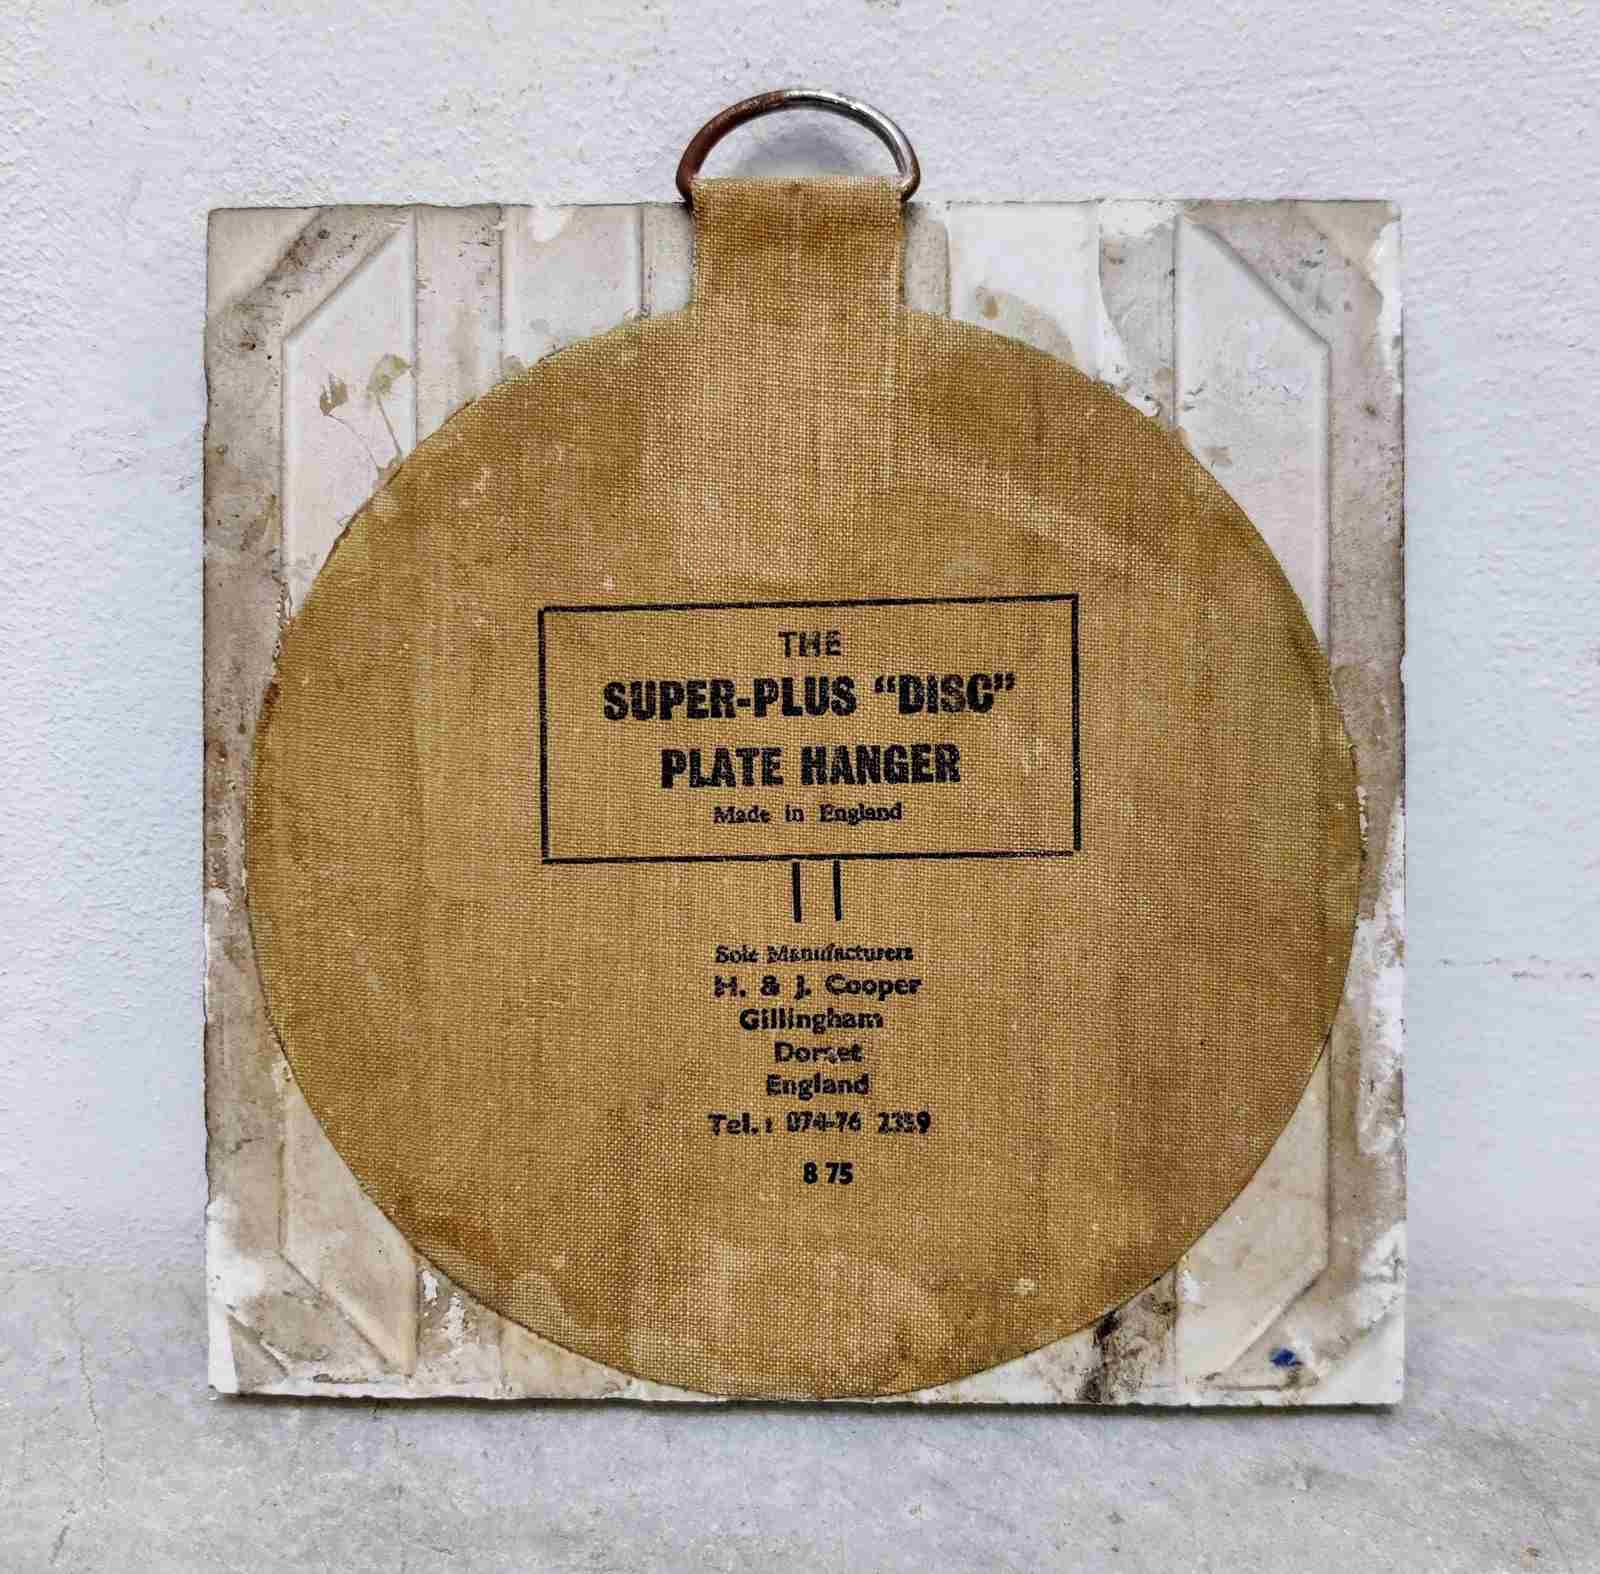 THE
SUPER-PLUS “DISC”
PLATE HANGER
Made in England
Sole Manufacturers
H. & J. Cooper
Gillingham
Dorset
England
Tel.: 074-76 2359
8 75